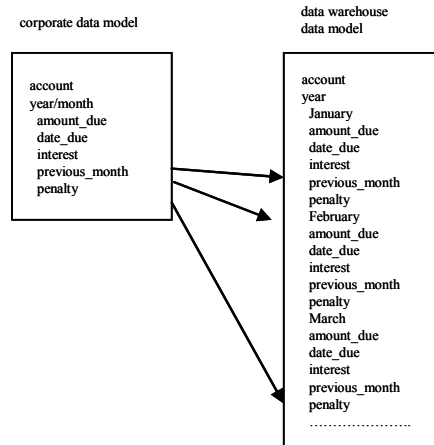 corporate data model
account
year/month
amount_due
date_due
interest
previous_month
penalty
data warehouse
data model
account
year
January
amount_due
date_due
interest
previous_month
penalty
February
amount_due
date_due
interest
previous_month
penalty
March
amount_due
date_due
interest
previous_month
penalty
…………………..